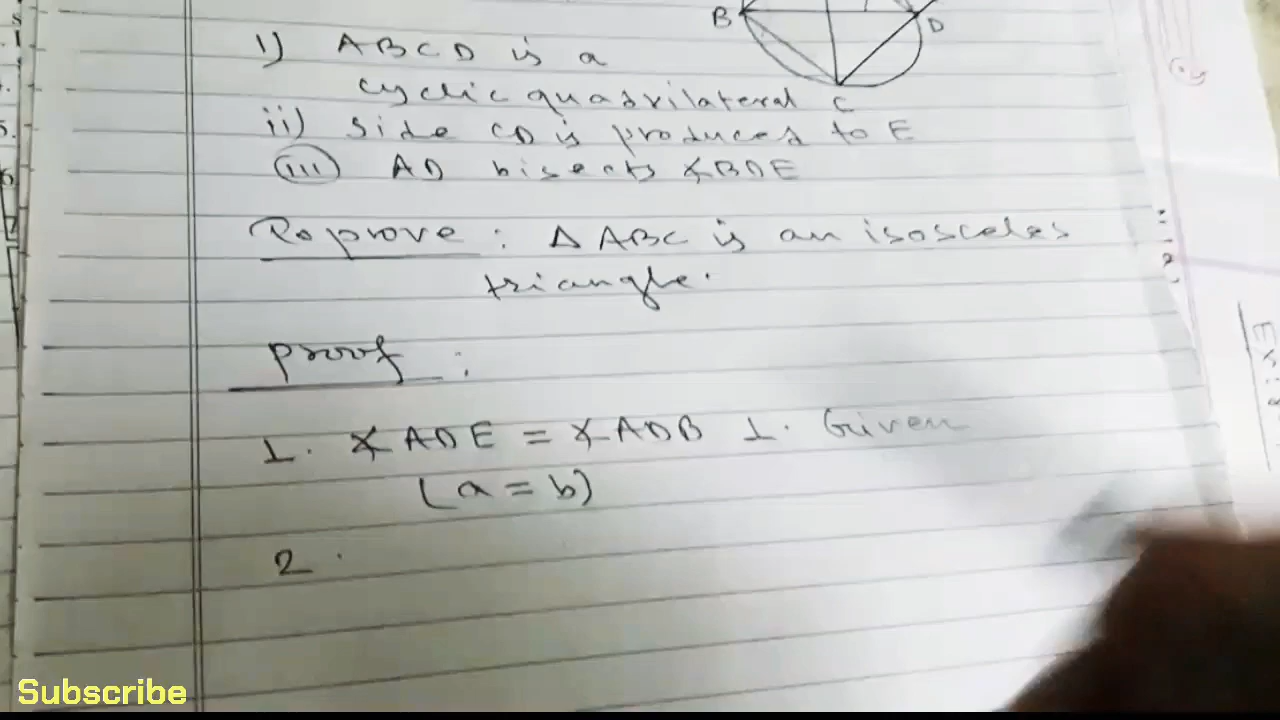 B
D
i) ABCD is a
cyclic quadrilateral C
ii) side CD is produced to E
(iii) AD bisects ∡BDE
To prove : Δ ABC is an isosceles
triangle.
Proof :
1. ∡ADE = ∡ADB 1. Given
(a = b)
2.
Subscribe